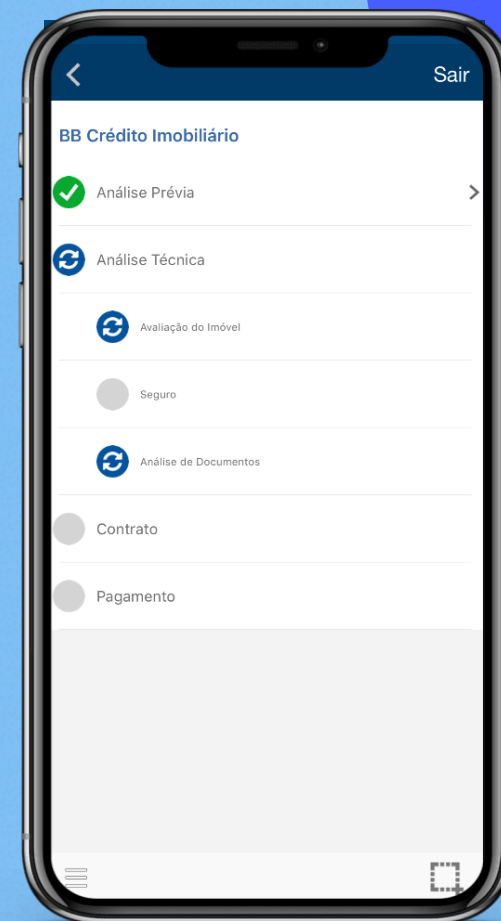 Sair
BB Crédito Imobiliário
Análise Prévia
Análise Técnica
Avaliação do Imóvel
Seguro
Análise de Documentos
Contrato
Pagamento